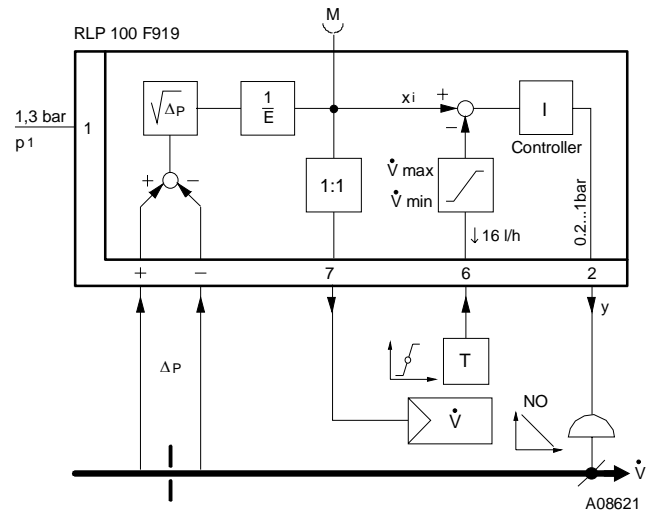 M
RLP 100 F919
1,3 bar
p1
1
√ΔP
1
E
xi
+
−
I
Controller
+
−
1:1
V̇ max
V̇ min
↓ 16 l/h
0.2...1bar
+
−
7
6
2
y
ΔP
T
V̇
NO
V̇
A08621